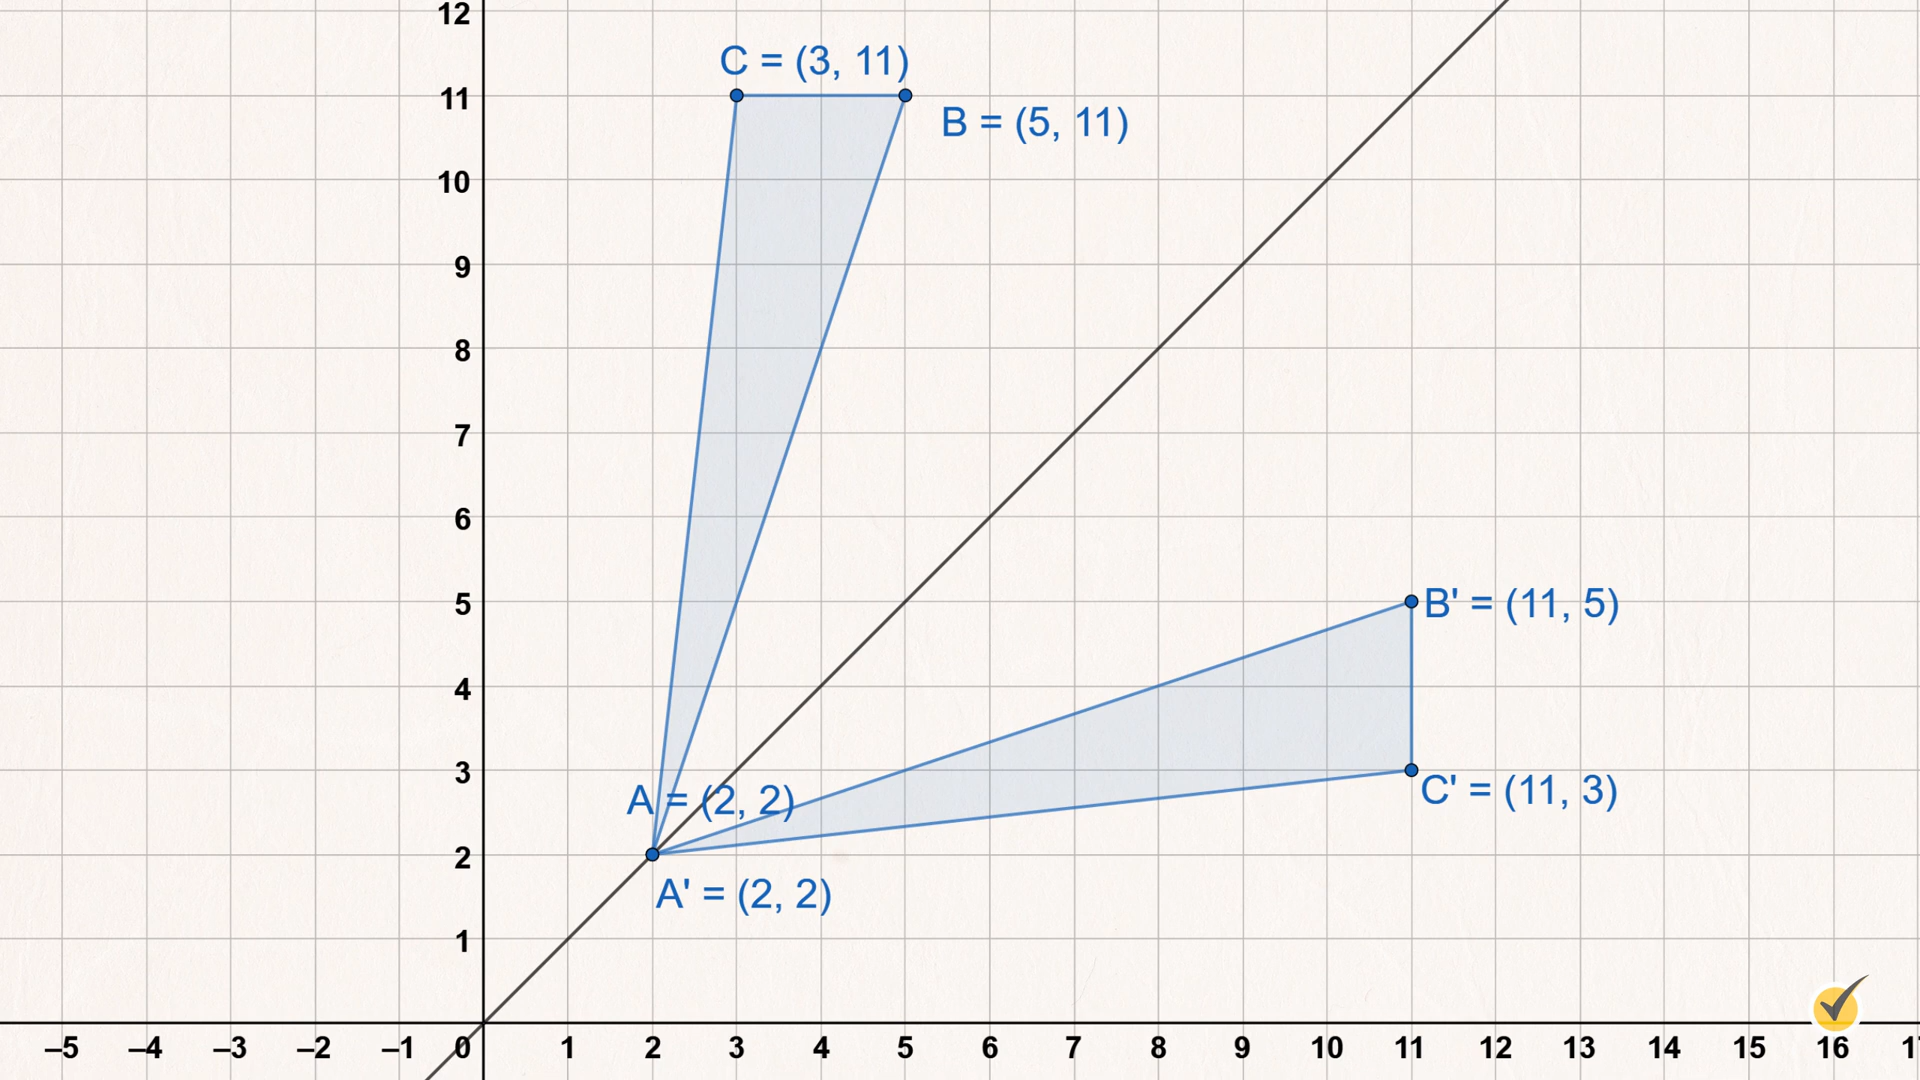 12
C = (3, 11)
11
B = (5, 11)
10
9
8
7
6
5
B' = (11, 5)
4
3
C' = (11, 3)
A = (2, 2)
2
A' = (2, 2)
1
–5 –4 –3 –2 –1 0 1 2 3 4 5 6 7 8 9 10 11 12 13 14 15 16